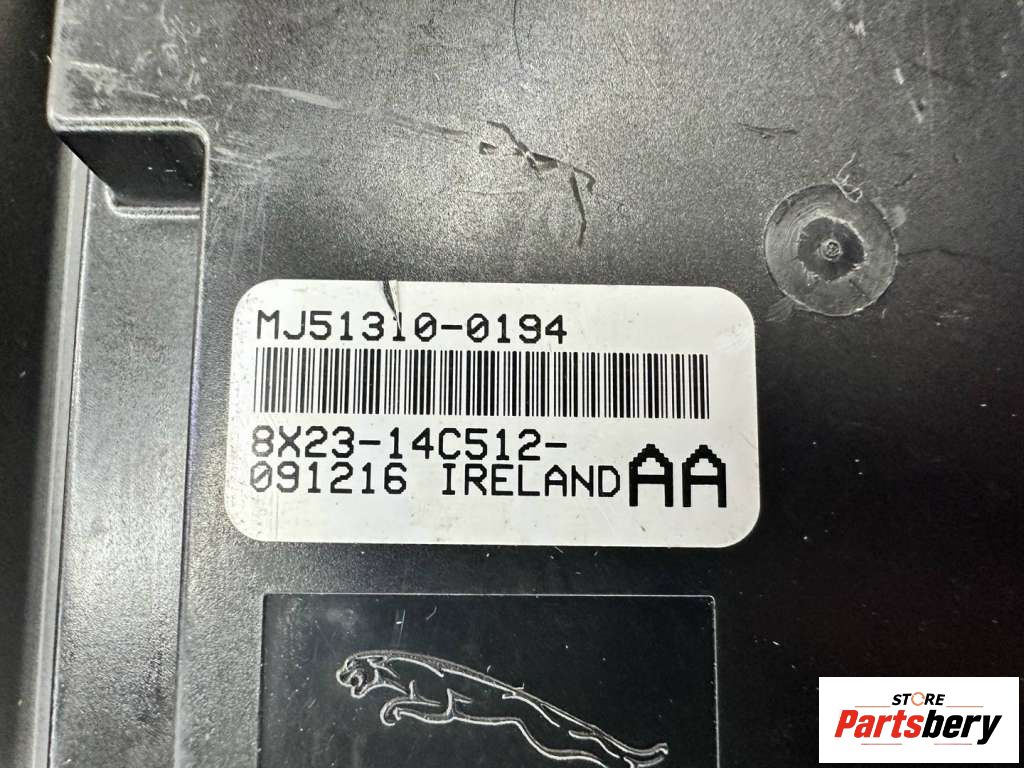 MJ51310-0194
8X23-14C512-
091216 IRELAND AA
STORE
Partsbery